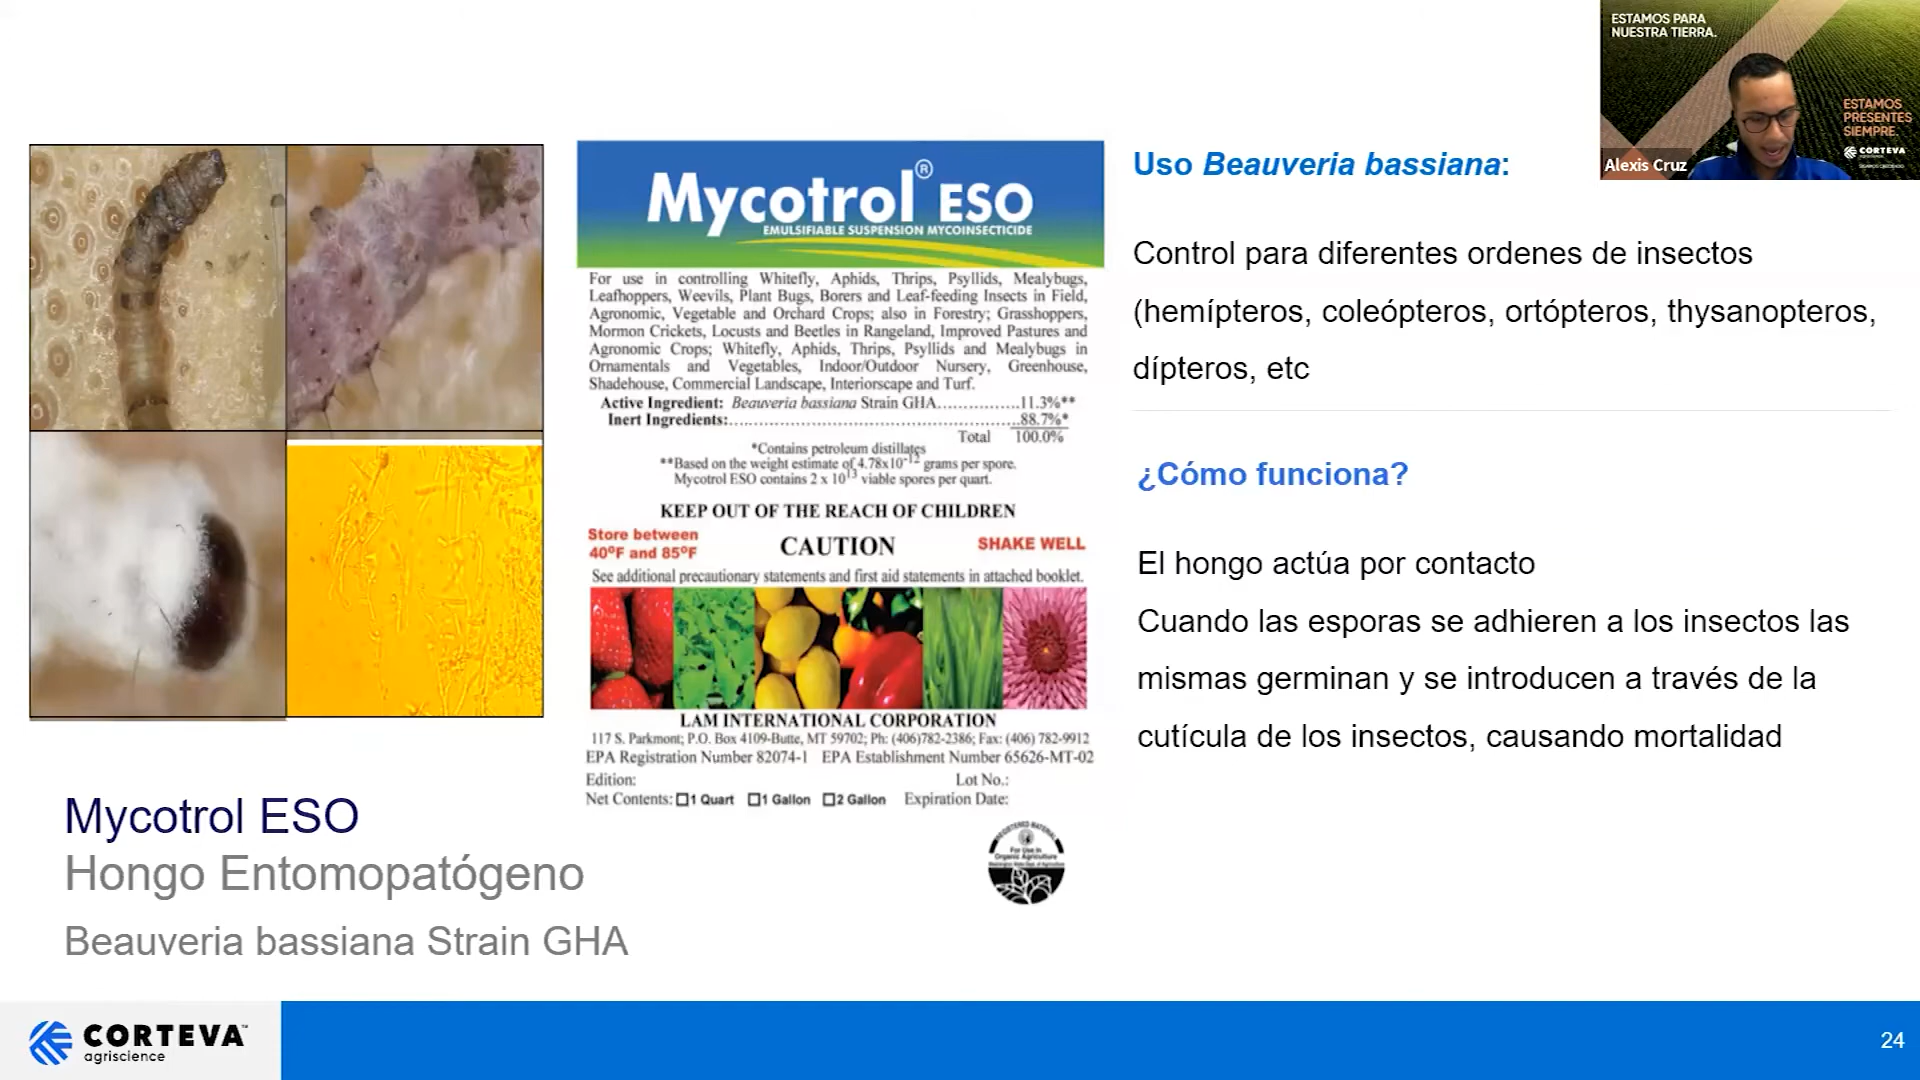 ESTAMOS PARA
NUESTRA TIERRA.
ESTAMOS
PRESENTES
SIEMPRE.
CORTEVA
Alexis Cruz
Mycotrol® ESO
EMULSIFIABLE SUSPENSION MYCOINSECTICIDE
For use in controlling Whitefly, Aphids, Thrips, Psyllids, Mealybugs,
Leafhoppers, Weevils, Plant Bugs, Borers and Leaf-feeding Insects in Field,
Agronomic, Vegetable and Orchard Crops; also in Forestry; Grasshoppers,
Mormon Crickets, Locusts and Beetles in Rangeland, Improved Pastures and
Agronomic Crops; Whitefly, Aphids, Thrips, Psyllids and Mealybugs in
Ornamentals and Vegetables, Indoor/Outdoor Nursery, Greenhouse,
Shadehouse, Commercial Landscape, Interiorscape and Turf.
Active Ingredient: Beauveria bassiana Strain GHA................11.3%**
Inert Ingredients:......................................................88.7%*
Total 100.0%
*Contains petroleum distillates
**Based on the weight estimate of 4.78x10⁻¹² grams per spore.
Mycotrol ESO contains 2 x 10¹³ viable spores per quart.
KEEP OUT OF THE REACH OF CHILDREN
Store between
40ºF and 85ºF
CAUTION
SHAKE WELL
See additional precautionary statements and first aid statements in attached booklet.
LAM INTERNATIONAL CORPORATION
117 S. Parkmont; P.O. Box 4109-Butte, MT 59702; Ph: (406)782-2386; Fax: (406) 782-9912
EPA Registration Number 82074-1 EPA Establishment Number 65626-MT-02
Edition: Lot No.:
Net Contents: 1 Quart 1 Gallon 2 Gallon Expiration Date:
For Use In
Organic Agriculture
Uso Beauveria bassiana:
Control para diferentes ordenes de insectos
(hemípteros, coleópteros, ortópteros, thysanopteros,
dípteros, etc
¿Cómo funciona?
El hongo actúa por contacto
Cuando las esporas se adhieren a los insectos las
mismas germinan y se introducen a través de la
cutícula de los insectos, causando mortalidad
Mycotrol ESO
Hongo Entomopatógeno
Beauveria bassiana Strain GHA
CORTEVA™
agriscience
24